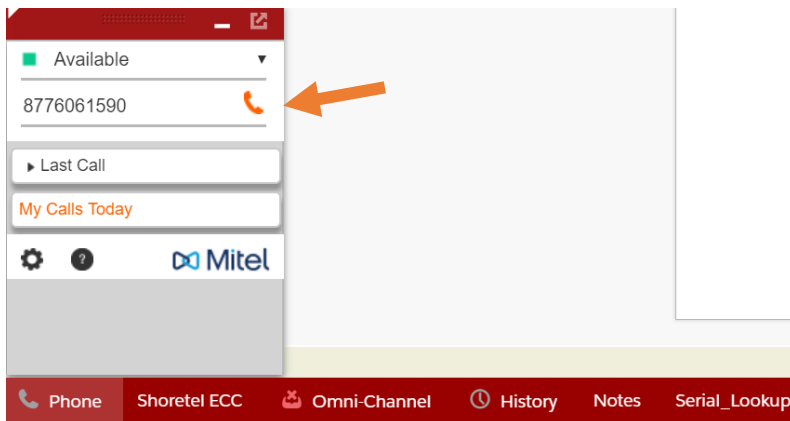 Available
8776061590
Last Call
My Calls Today
?
Mitel
Phone Shoretel ECC Omni-Channel History Notes Serial_Lookup